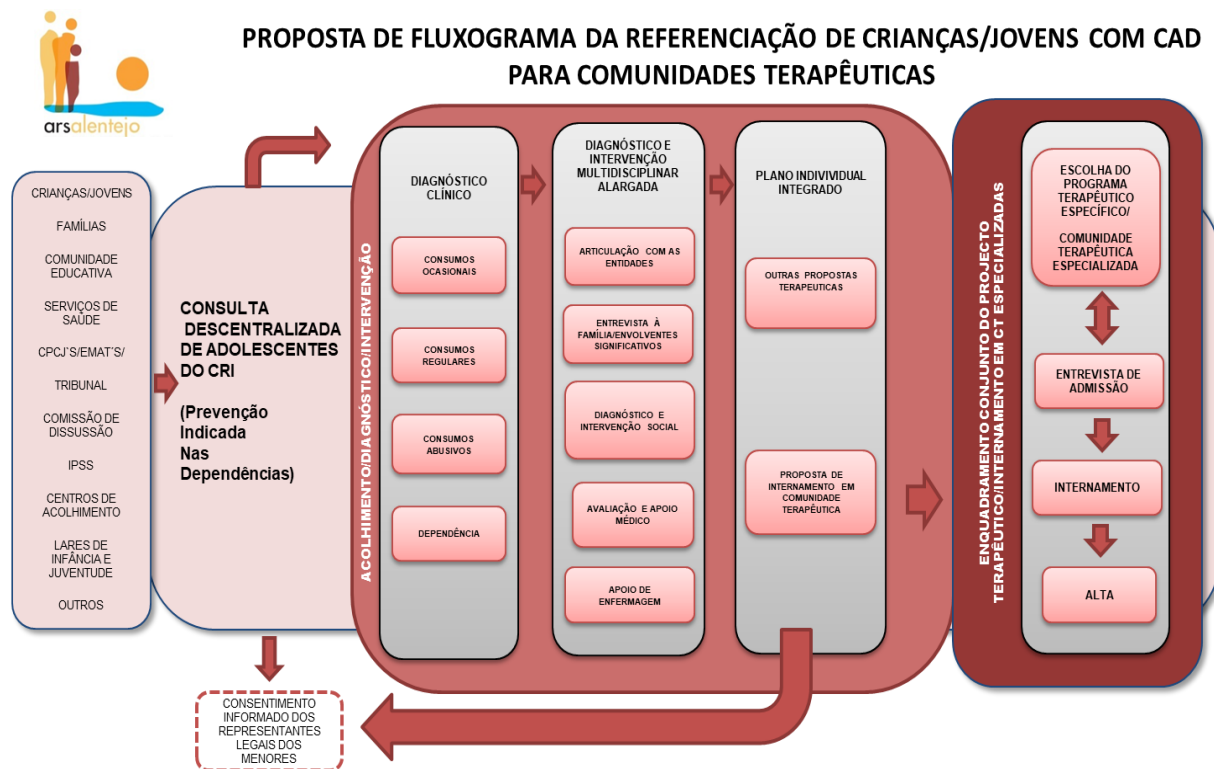 PROPOSTA DE FLUXOGRAMA DA REFERENCIAÇÃO DE CRIANÇAS/JOVENS COM CAD
PARA COMUNIDADES TERAPÊUTICAS
arsalentejo
CRIANÇAS/JOVENS
FAMÍLIAS
COMUNIDADE
EDUCATIVA
SERVIÇOS DE
SAÚDE
CPCJ´S/EMAT´S/
TRIBUNAL
COMISSÃO DE
DISSUSSÃO
IPSS
CENTROS DE
ACOLHIMENTO
LARES DE
INFÂNCIA E
JUVENTUDE
OUTROS
CONSULTA
DESCENTRALIZADA
DE ADOLESCENTES
DO CRI
(Prevenção
Indicada
Nas
Dependências)
CONSENTIMENTO
INFORMADO DOS
REPRESENTANTES
LEGAIS DOS
MENORES
ACOLHIMENTO/DIAGNÓSTICO/INTERVENÇÃO
DIAGNÓSTICO
CLÍNICO
CONSUMOS
OCASIONAIS
CONSUMOS
REGULARES
CONSUMOS
ABUSIVOS
DEPENDÊNCIA
DIAGNÓSTICO E
INTERVENÇÃO
MULTIDISCIPLINAR
ALARGADA
ARTICULAÇÃO COM AS
ENTIDADES
ENTREVISTA À
FAMÍLIA/ENVOLVENTES
SIGNIFICATIVOS
DIAGNÓSTICO E
INTERVENÇÃO SOCIAL
AVALIAÇÃO E APOIO
MÉDICO
APOIO DE
ENFERMAGEM
PLANO INDIVIVIDUAL
INTEGRADO
OUTRAS PROPOSTAS
TERAPEUTICAS
PROPOSTA DE
INTERNAMENTO EM
COMUNIDADE
TERAPÊUTICA
ENQUADRAMENTO CONJUNTO DO PROJECTO
TERAPÊUTICO/INTERNAMENTO EM CT ESPECIALIZADAS
ESCOLHA DO
PROGRAMA
TERAPÊUTICO
ESPECÍFICO/
COMUNIDADE
TERAPÊUTICA
ESPECIALIZADA
ENTREVISTA DE
ADMISSÃO
INTERNAMENTO
ALTA